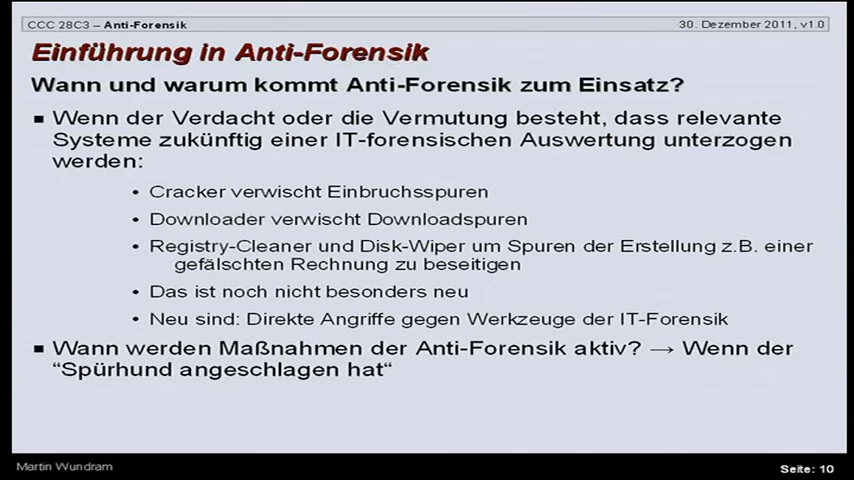 CCC 28C3 – Anti-Forensik
30. Dezember 2011, v1.0
Einführung in Anti-Forensik
Wann und warum kommt Anti-Forensik zum Einsatz?
■ Wenn der Verdacht oder die Vermutung besteht, dass relevante
Systeme zukünftig einer IT-forensischen Auswertung unterzogen
werden:
• Cracker verwischt Einbruchsspuren
• Downloader verwischt Downloadspuren
• Registry-Cleaner und Disk-Wiper um Spuren der Erstellung z.B. einer
gefälschten Rechnung zu beseitigen
• Das ist noch nicht besonders neu
• Neu sind: Direkte Angriffe gegen Werkzeuge der IT-Forensik
■ Wann werden Maßnahmen der Anti-Forensik aktiv? → Wenn der
“Spürhund angeschlagen hat“
Martin Wundram
Seite: 10